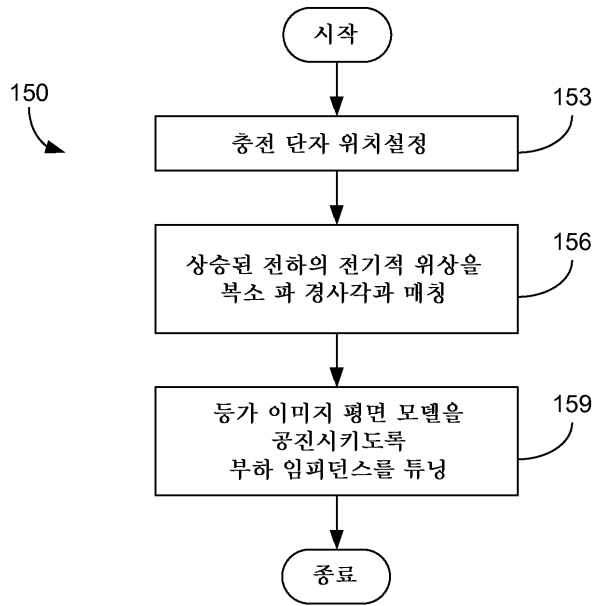 시작
150
153
충전 단자 위치설정
156
상승된 전하의 전기적 위상을
복소 파 경사각과 매칭
159
등가 이미지 평면 모델을
공진시키도록
부하 임피던스를 튜닝
종료